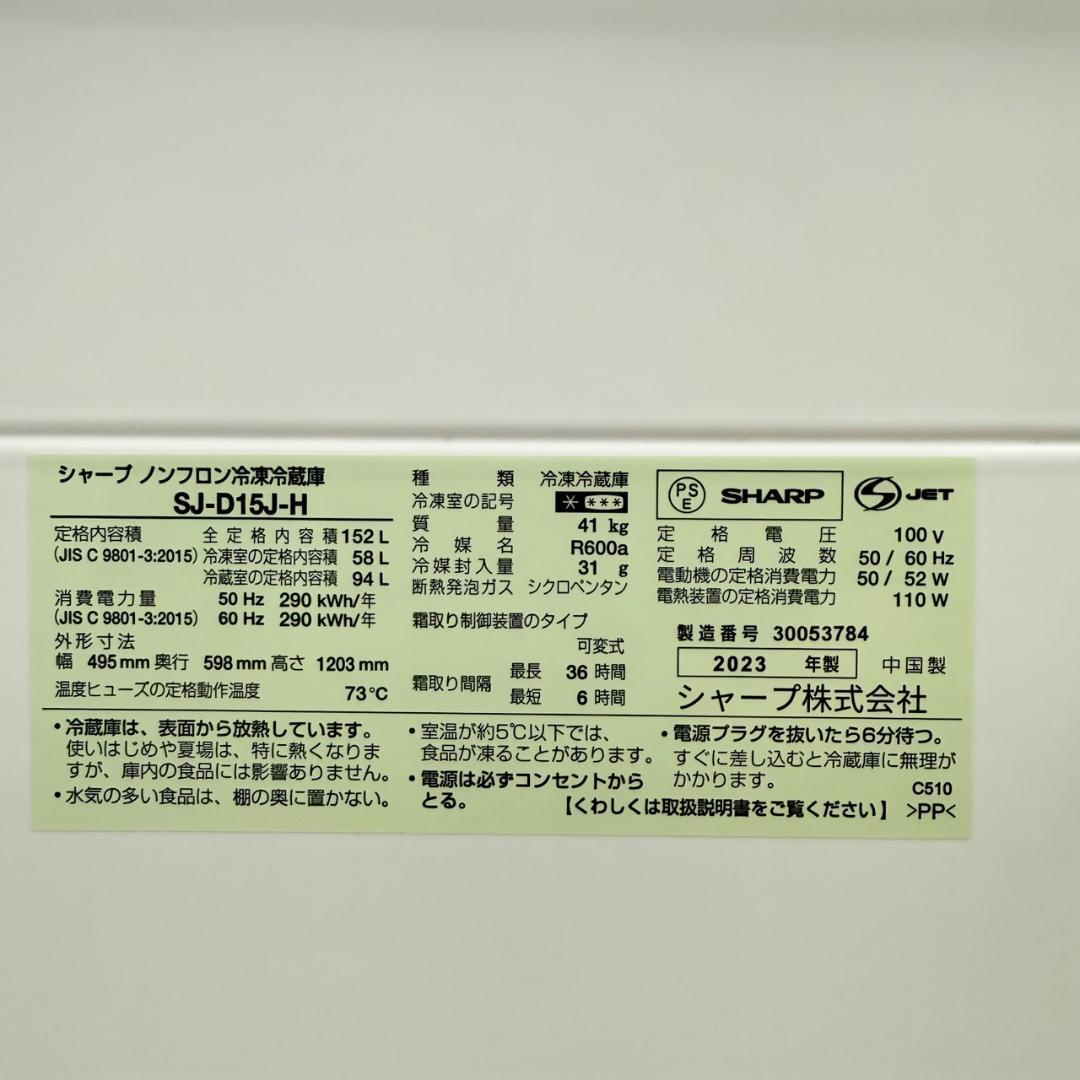 シャープ ノンフロン冷凍冷蔵庫
SJ-D15J-H
定格内容積 全定格内容積 152 L
(JIS C 9801-3:2015) 冷凍室の定格内容積 58 L
冷蔵室の定格内容積 94 L
消費電力量 50 Hz 290 kWh/年
(JIS C 9801-3:2015) 60 Hz 290 kWh/年
外形寸法
幅 495 mm 奥行 598 mm 高さ 1203 mm
温度ヒューズの定格動作温度 73℃
種類 冷凍冷蔵庫
冷凍室の記号 * ***
質量 41 kg
冷媒名 R600a
冷媒封入量 31 g
断熱発泡ガス シクロペンタン
霜取り制御装置のタイプ
可変式
霜取り間隔 最長 36 時間
最短 6 時間
PSE SHARP JET
定格電圧 100 V
定格周波数 50 / 60 Hz
電動機の定格消費電力 50 / 52 W
電熱装置の定格消費電力 110 W
製造番号 30053784
2023 年製 中国製
シャープ株式会社
・冷蔵庫は、表面から放熱しています。
使いはじめや夏場は、特に熱くなりま
すが、庫内の食品には影響ありません。
・水気の多い食品は、棚の奥に置かない。
・室温が約5℃以下では、
食品が凍ることがあります。
・電源は必ずコンセントから
とる。
・電源プラグを抜いたら6分待つ。
すぐに差し込むと冷蔵庫に無理が
かかります。 C510
【くわしくは取扱説明書をご覧ください】 >PP<